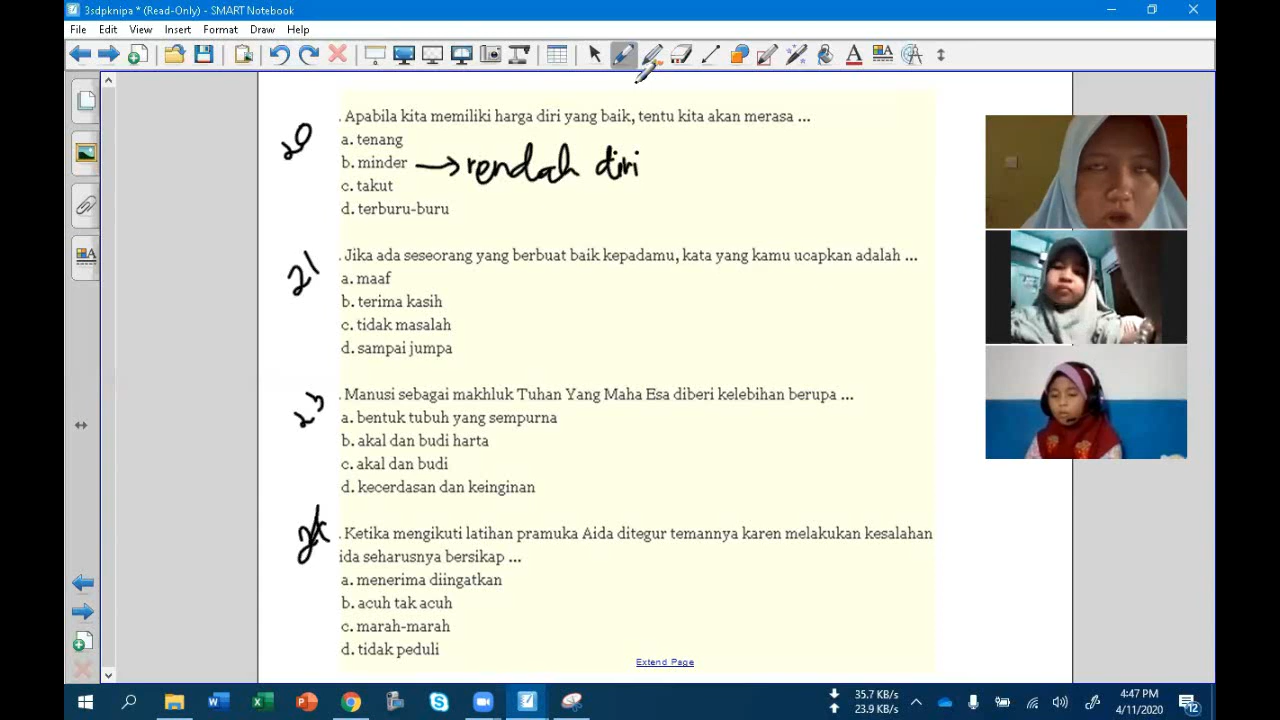 3sdpknipa * (Read-Only) - SMART Notebook
File Edit View Insert Format Draw Help
20 . Apabila kita memiliki harga diri yang baik, tentu kita akan merasa ...
a. tenang
b. minder → rendah diri
c. takut
d. terburu-buru
21 . Jika ada seseorang yang berbuat baik kepadamu, kata yang kamu ucapkan adalah ...
a. maaf
b. terima kasih
c. tidak masalah
d. sampai jumpa
23 . Manusi sebagai makhluk Tuhan Yang Maha Esa diberi kelebihan berupa ...
a. bentuk tubuh yang sempurna
b. akal dan budi harta
c. akal dan budi
d. kecerdasan dan keinginan
. Ketika mengikuti latihan pramuka Aida ditegur temannya karen melakukan kesalahan
ida seharusnya bersikap ...
a. menerima diingatkan
b. acuh tak acuh
c. marah-marah
d. tidak peduli
Extend Page
35.7 KB/s
23.9 KB/s
4:47 PM
4/11/2020
12